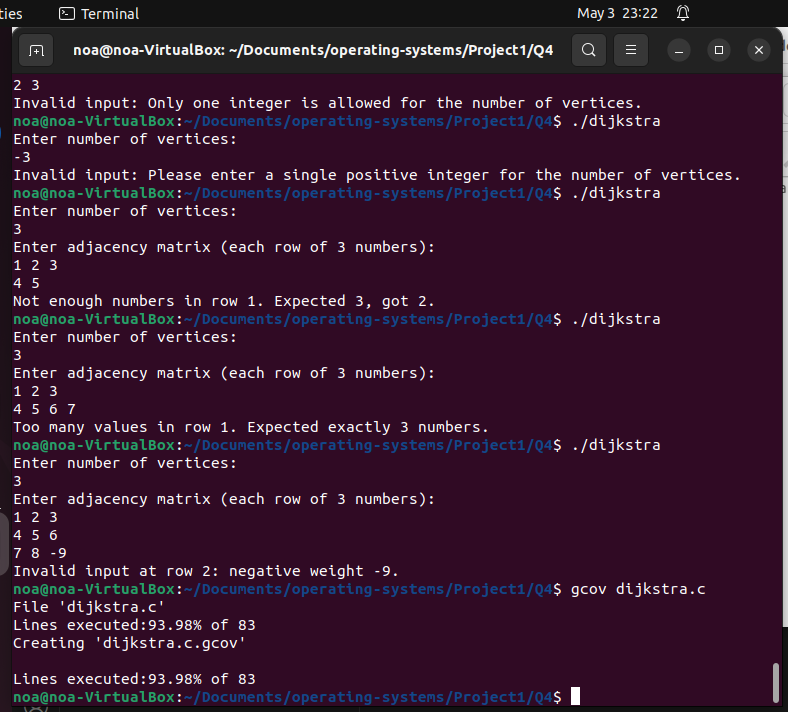 ties
Terminal
May 3 23:22
noa@noa-VirtualBox: ~/Documents/operating-systems/Project1/Q4
2 3
Invalid input: Only one integer is allowed for the number of vertices.
noa@noa-VirtualBox:~/Documents/operating-systems/Project1/Q4$ ./dijkstra
Enter number of vertices:
-3
Invalid input: Please enter a single positive integer for the number of vertices.
noa@noa-VirtualBox:~/Documents/operating-systems/Project1/Q4$ ./dijkstra
Enter number of vertices:
3
Enter adjacency matrix (each row of 3 numbers):
1 2 3
4 5
Not enough numbers in row 1. Expected 3, got 2.
noa@noa-VirtualBox:~/Documents/operating-systems/Project1/Q4$ ./dijkstra
Enter number of vertices:
3
Enter adjacency matrix (each row of 3 numbers):
1 2 3
4 5 6 7
Too many values in row 1. Expected exactly 3 numbers.
noa@noa-VirtualBox:~/Documents/operating-systems/Project1/Q4$ ./dijkstra
Enter number of vertices:
3
Enter adjacency matrix (each row of 3 numbers):
1 2 3
4 5 6
7 8 -9
Invalid input at row 2: negative weight -9.
noa@noa-VirtualBox:~/Documents/operating-systems/Project1/Q4$ gcov dijkstra.c
File 'dijkstra.c'
Lines executed:93.98% of 83
Creating 'dijkstra.c.gcov'

Lines executed:93.98% of 83
noa@noa-VirtualBox:~/Documents/operating-systems/Project1/Q4$